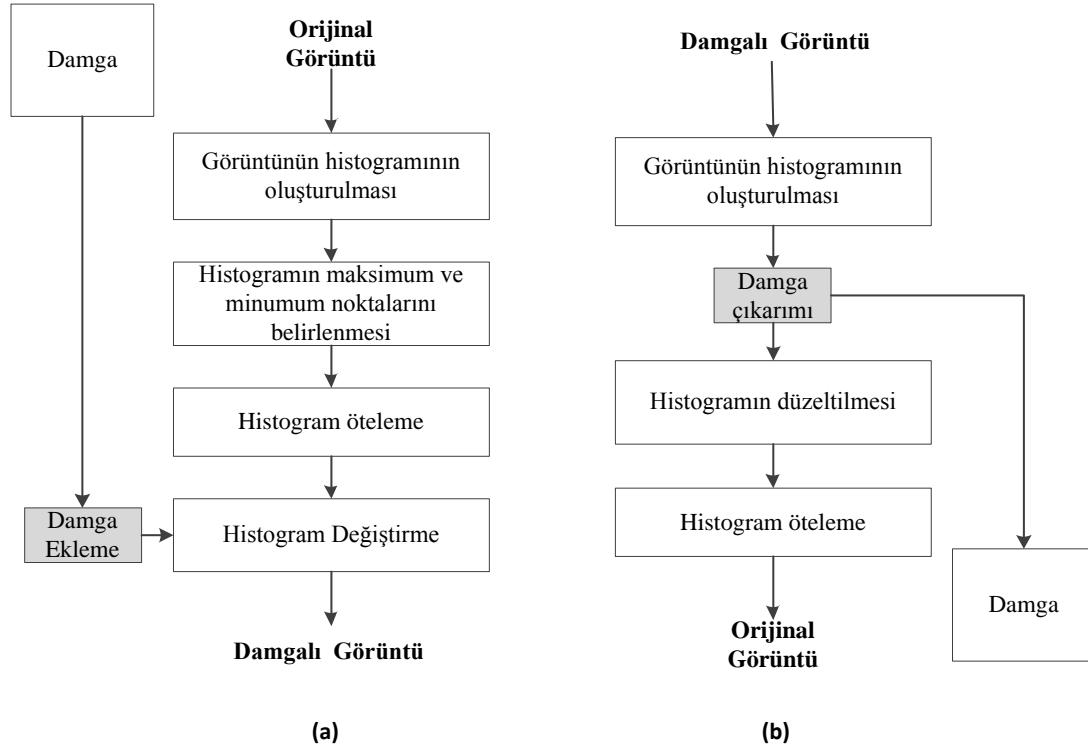 Damga
Orijinal
Görüntü
Görüntünün histogramının
oluşturulması
Histogramın maksimum ve
minumum noktalarını
belirlenmesi
Histogram öteleme
Damga
Ekleme
Histogram Değiştirme
Damgalı Görüntü
(a)
Damgalı Görüntü
Görüntünün histogramının
oluşturulması
Damga
çıkarımı
Histogramın düzeltilmesi
Histogram öteleme
Damga
Orijinal
Görüntü
(b)